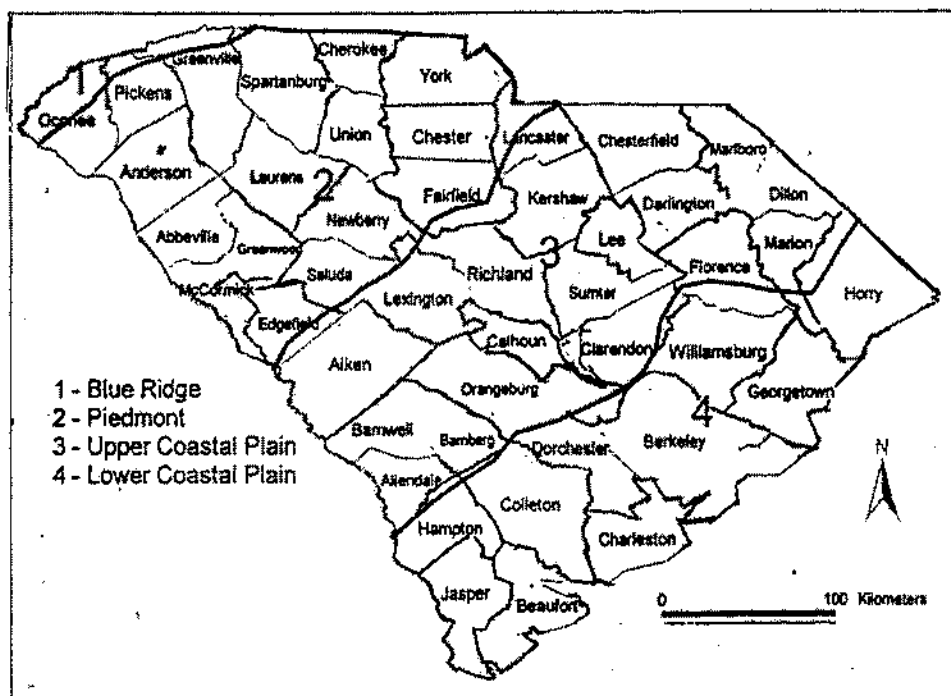 Cherokee
Greenville
York
Spartanburg
1
Pickens
Oconee
Union
Chester
Lancaster
Chesterfield
Marlboro
Anderson
Laurens
2
Fairfield
Kershaw
Darlington
Dillon
Newberry
Abbeville
Greenwood
Lee
Marion
3
Saluda
Richland
Florence
McCormick
Lexington
Sumter
Horry
Edgefield
Calhoun
Clarendon
Williamsburg
Aiken
Orangeburg
Georgetown
1 - Blue Ridge
2 - Piedmont
3 - Upper Coastal Plain
4 - Lower Coastal Plain
4
Barnwell
Bamberg
Dorchester
Berkeley
N
Allendale
Colleton
Hampton
Charleston
Jasper
Beaufort
0 100 Kilometers